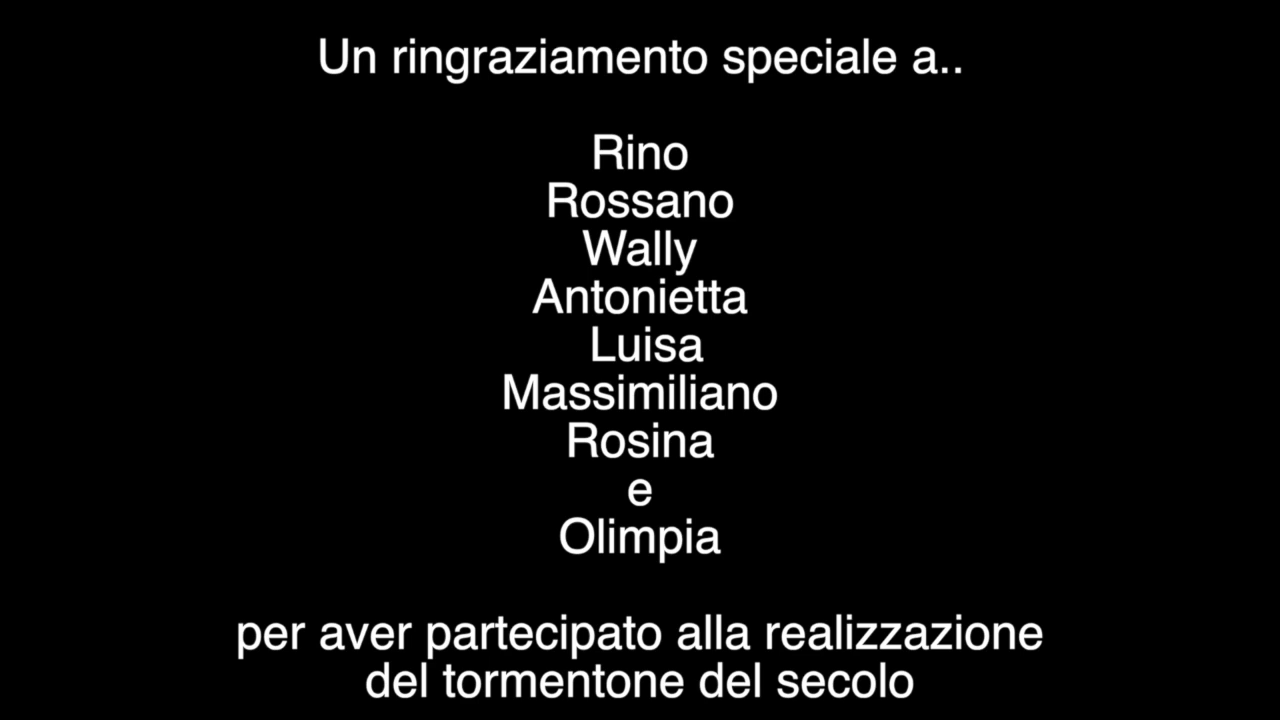 Un ringraziamento speciale a..
Rino
Rossano
Wally
Antonietta
Luisa
Massimiliano
Rosina
e
Olimpia
per aver partecipato alla realizzazione
del tormentone del secolo